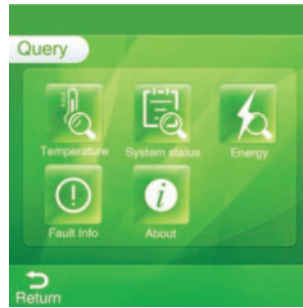 Query
Temperature System status Energy
Fault Info About
Return